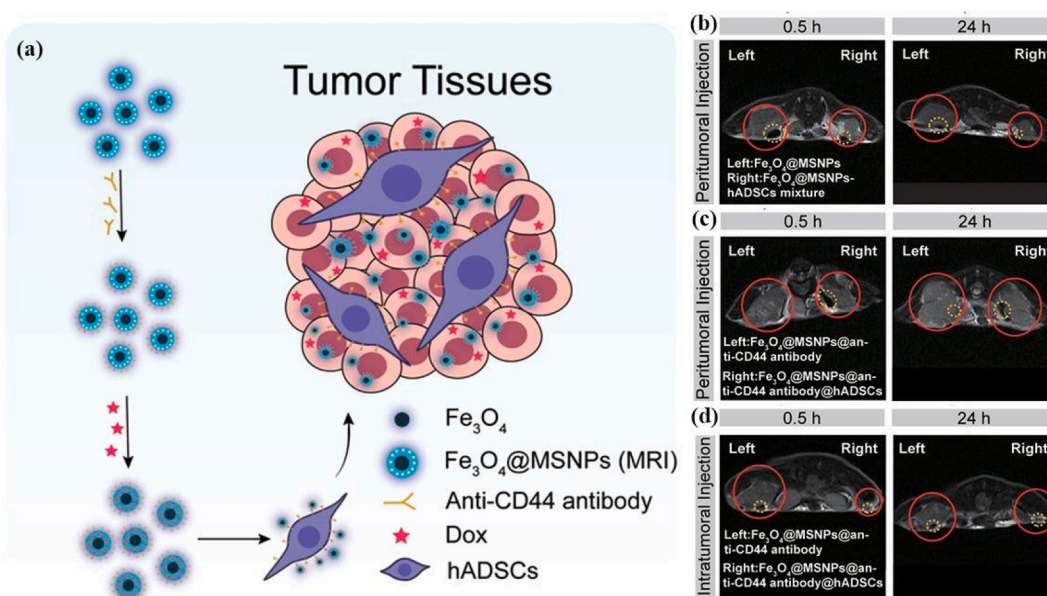 (a)
Tumor Tissues
Fe₃O₄
Fe₃O₄@MSNPs (MRI)
Anti-CD44 antibody
Dox
hADSCs
(b)
0.5 h
24 h
Peritumoral Injection
Left
Right
Left
Right
Left:Fe₃O₄@MSNPs
Right:Fe₃O₄@MSNPs-
hADSCs mixture
(c)
0.5 h
24 h
Peritumoral Injection
Left
Right
Left
Right
Left:Fe₃O₄@MSNPs@an-
ti-CD44 antibody
Right:Fe₃O₄@MSNPs@an-
ti-CD44 antibody@hADSCs
(d)
0.5 h
24 h
Intratumoral Injection
Left
Right
Left
Right
Left:Fe₃O₄@MSNPs@an-
ti-CD44 antibody
Right:Fe₃O₄@MSNPs@an-
ti-CD44 antibody@hADSCs